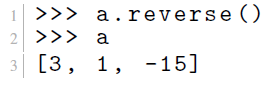 1 >>> a.reverse()
2 >>> a
3 [3, 1, -15]